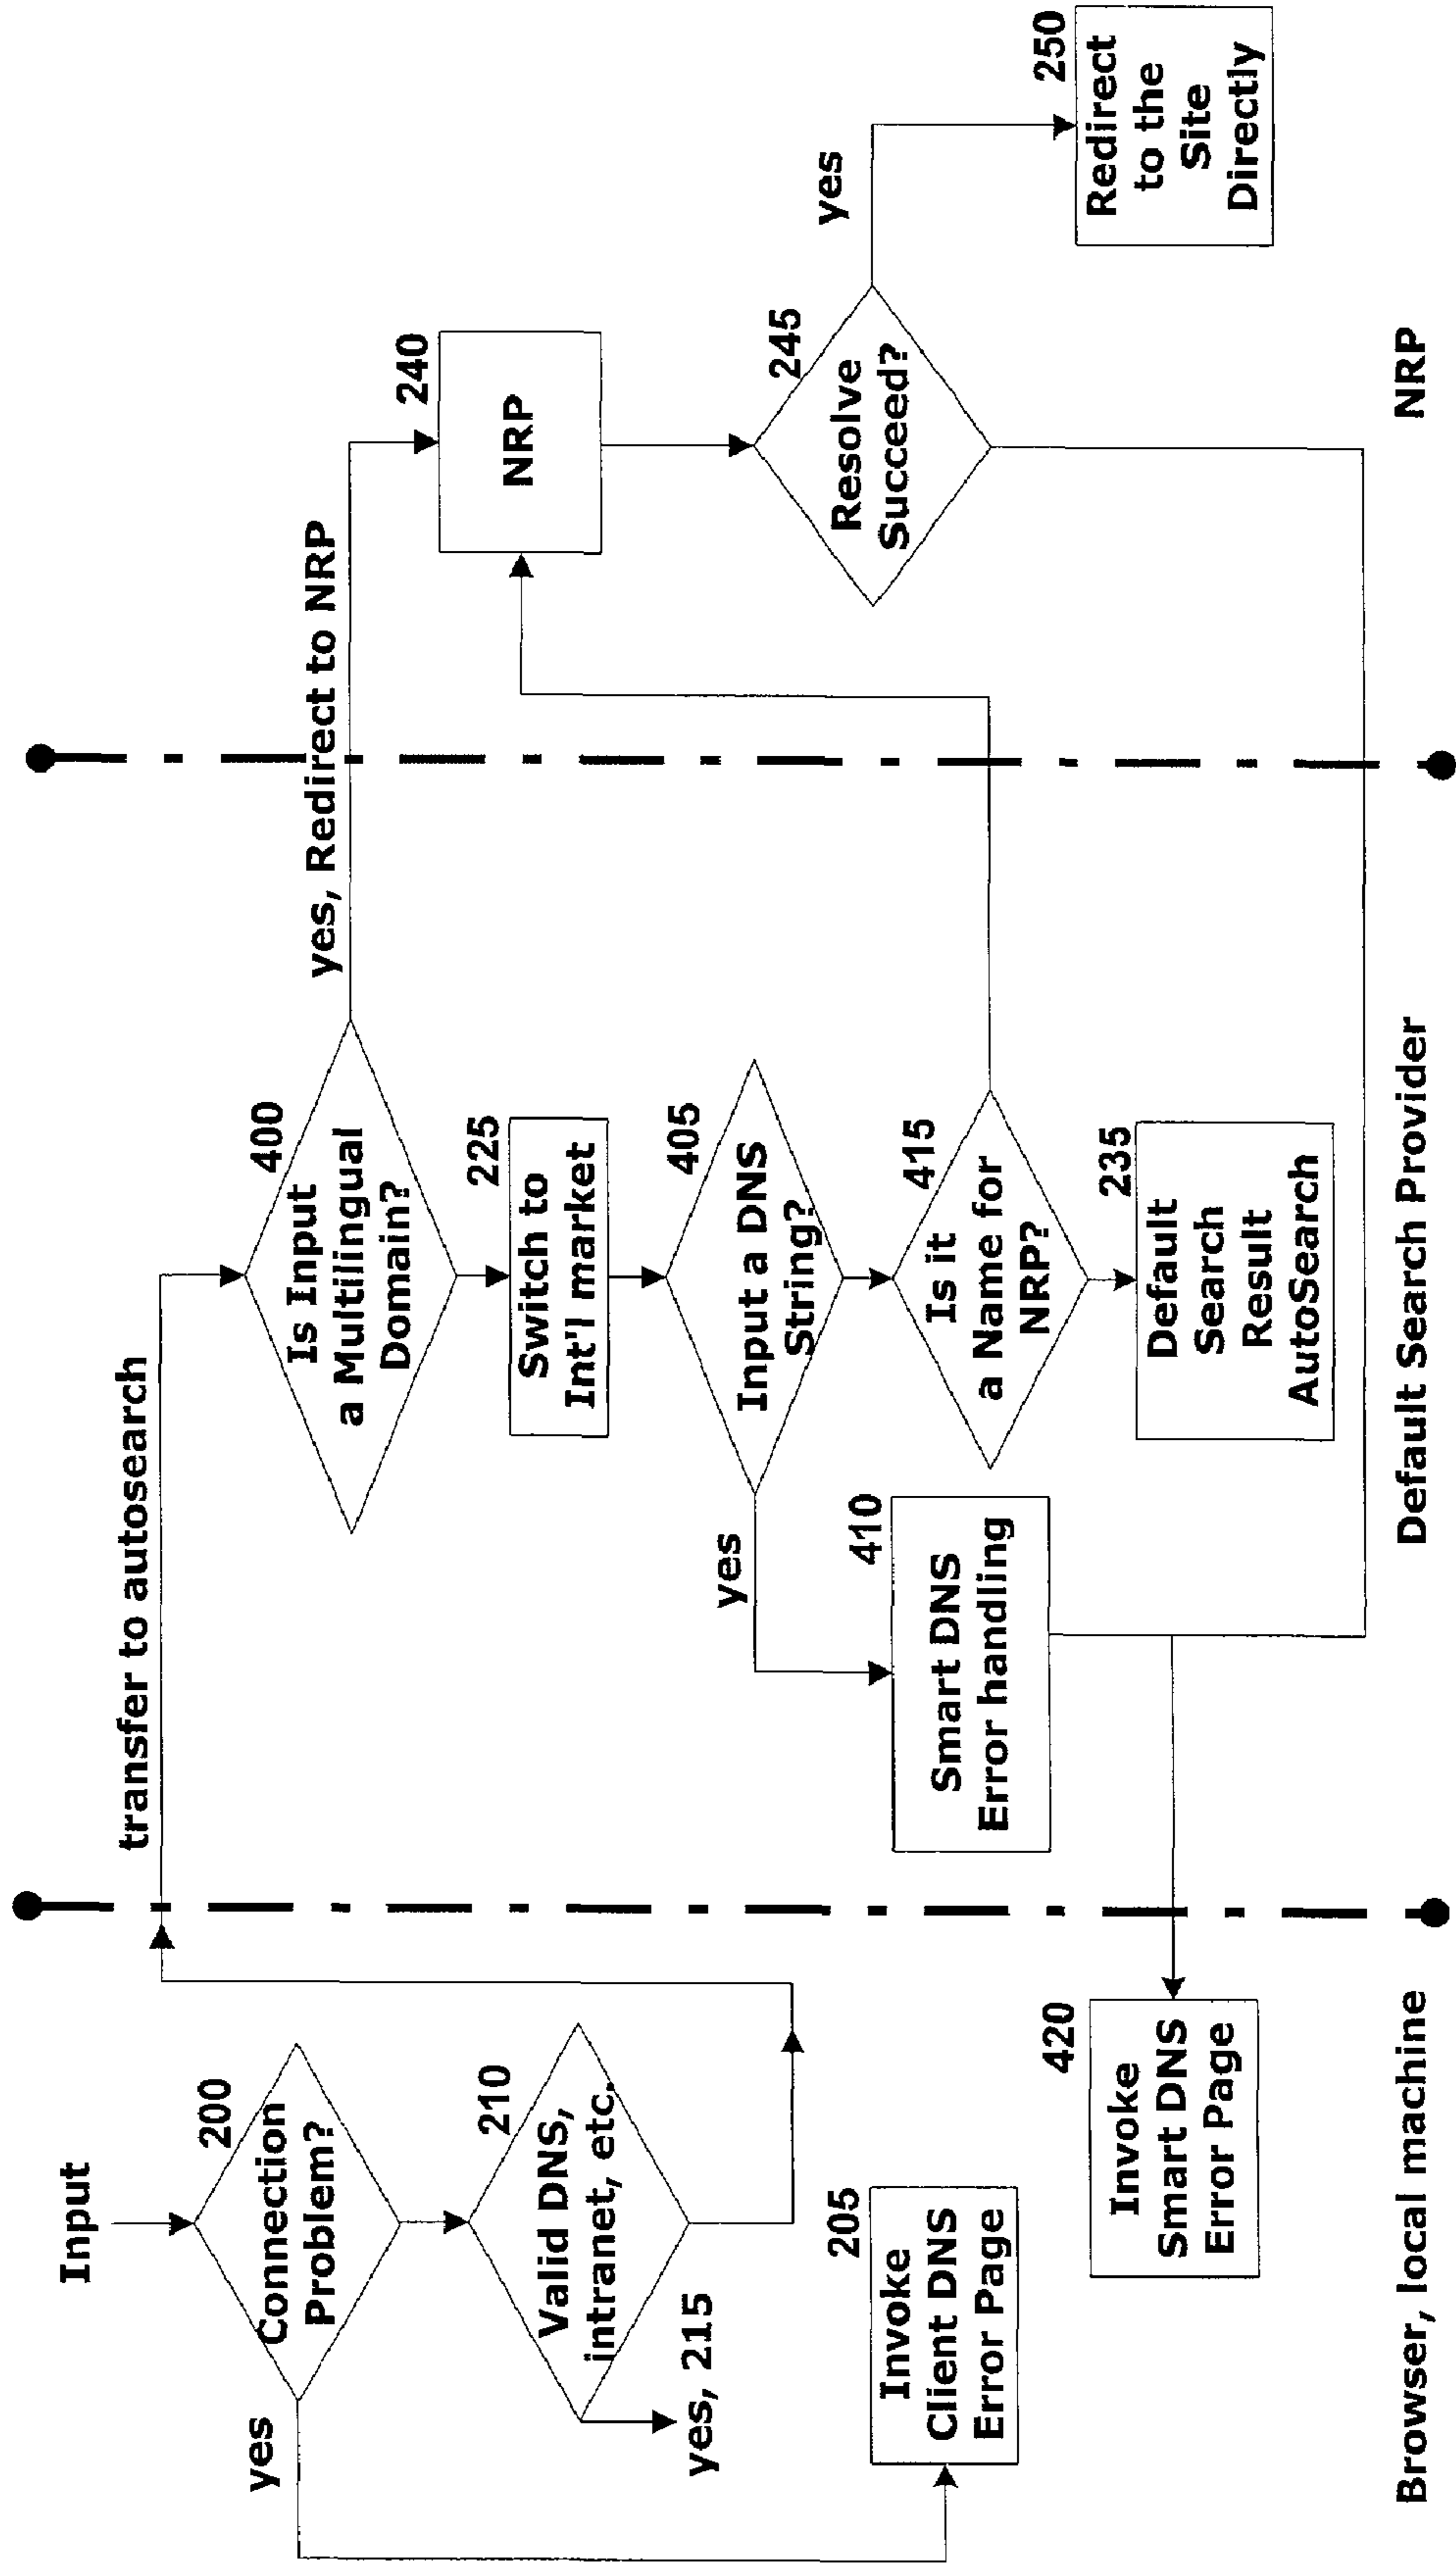 Input
200
Connection
Problem?
yes
210
Valid DNS,
intranet, etc.
yes, 215
205
Invoke
Client DNS
Error Page
420
Invoke
Smart DNS
Error Page
Browser, local machine
transfer to autosearch
400
Is Input
a Multilingual
Domain?
225
Switch to
Int'l market
405
Input a DNS
String?
yes
410
Smart DNS
Error handling
415
Is it
a Name for
NRP?
235
Default
Search
Result
AutoSearch
Default Search Provider
yes, Redirect to NRP
240
NRP
245
Resolve
Succeed?
yes
250
Redirect
to the
Site
Directly
NRP